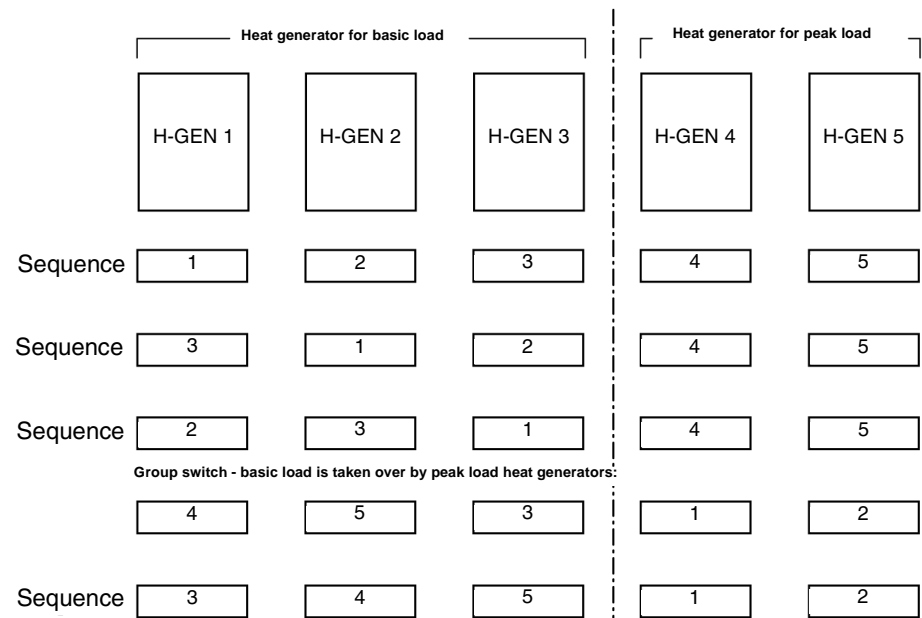 Heat generator for basic load Heat generator for peak load
H-GEN 1 H-GEN 2 H-GEN 3 H-GEN 4 H-GEN 5
Sequence 1 2 3 4 5
Sequence 3 1 2 4 5
Sequence 2 3 1 4 5
Group switch - basic load is taken over by peak load heat generators:
4 5 3 1 2
Sequence 3 4 5 1 2